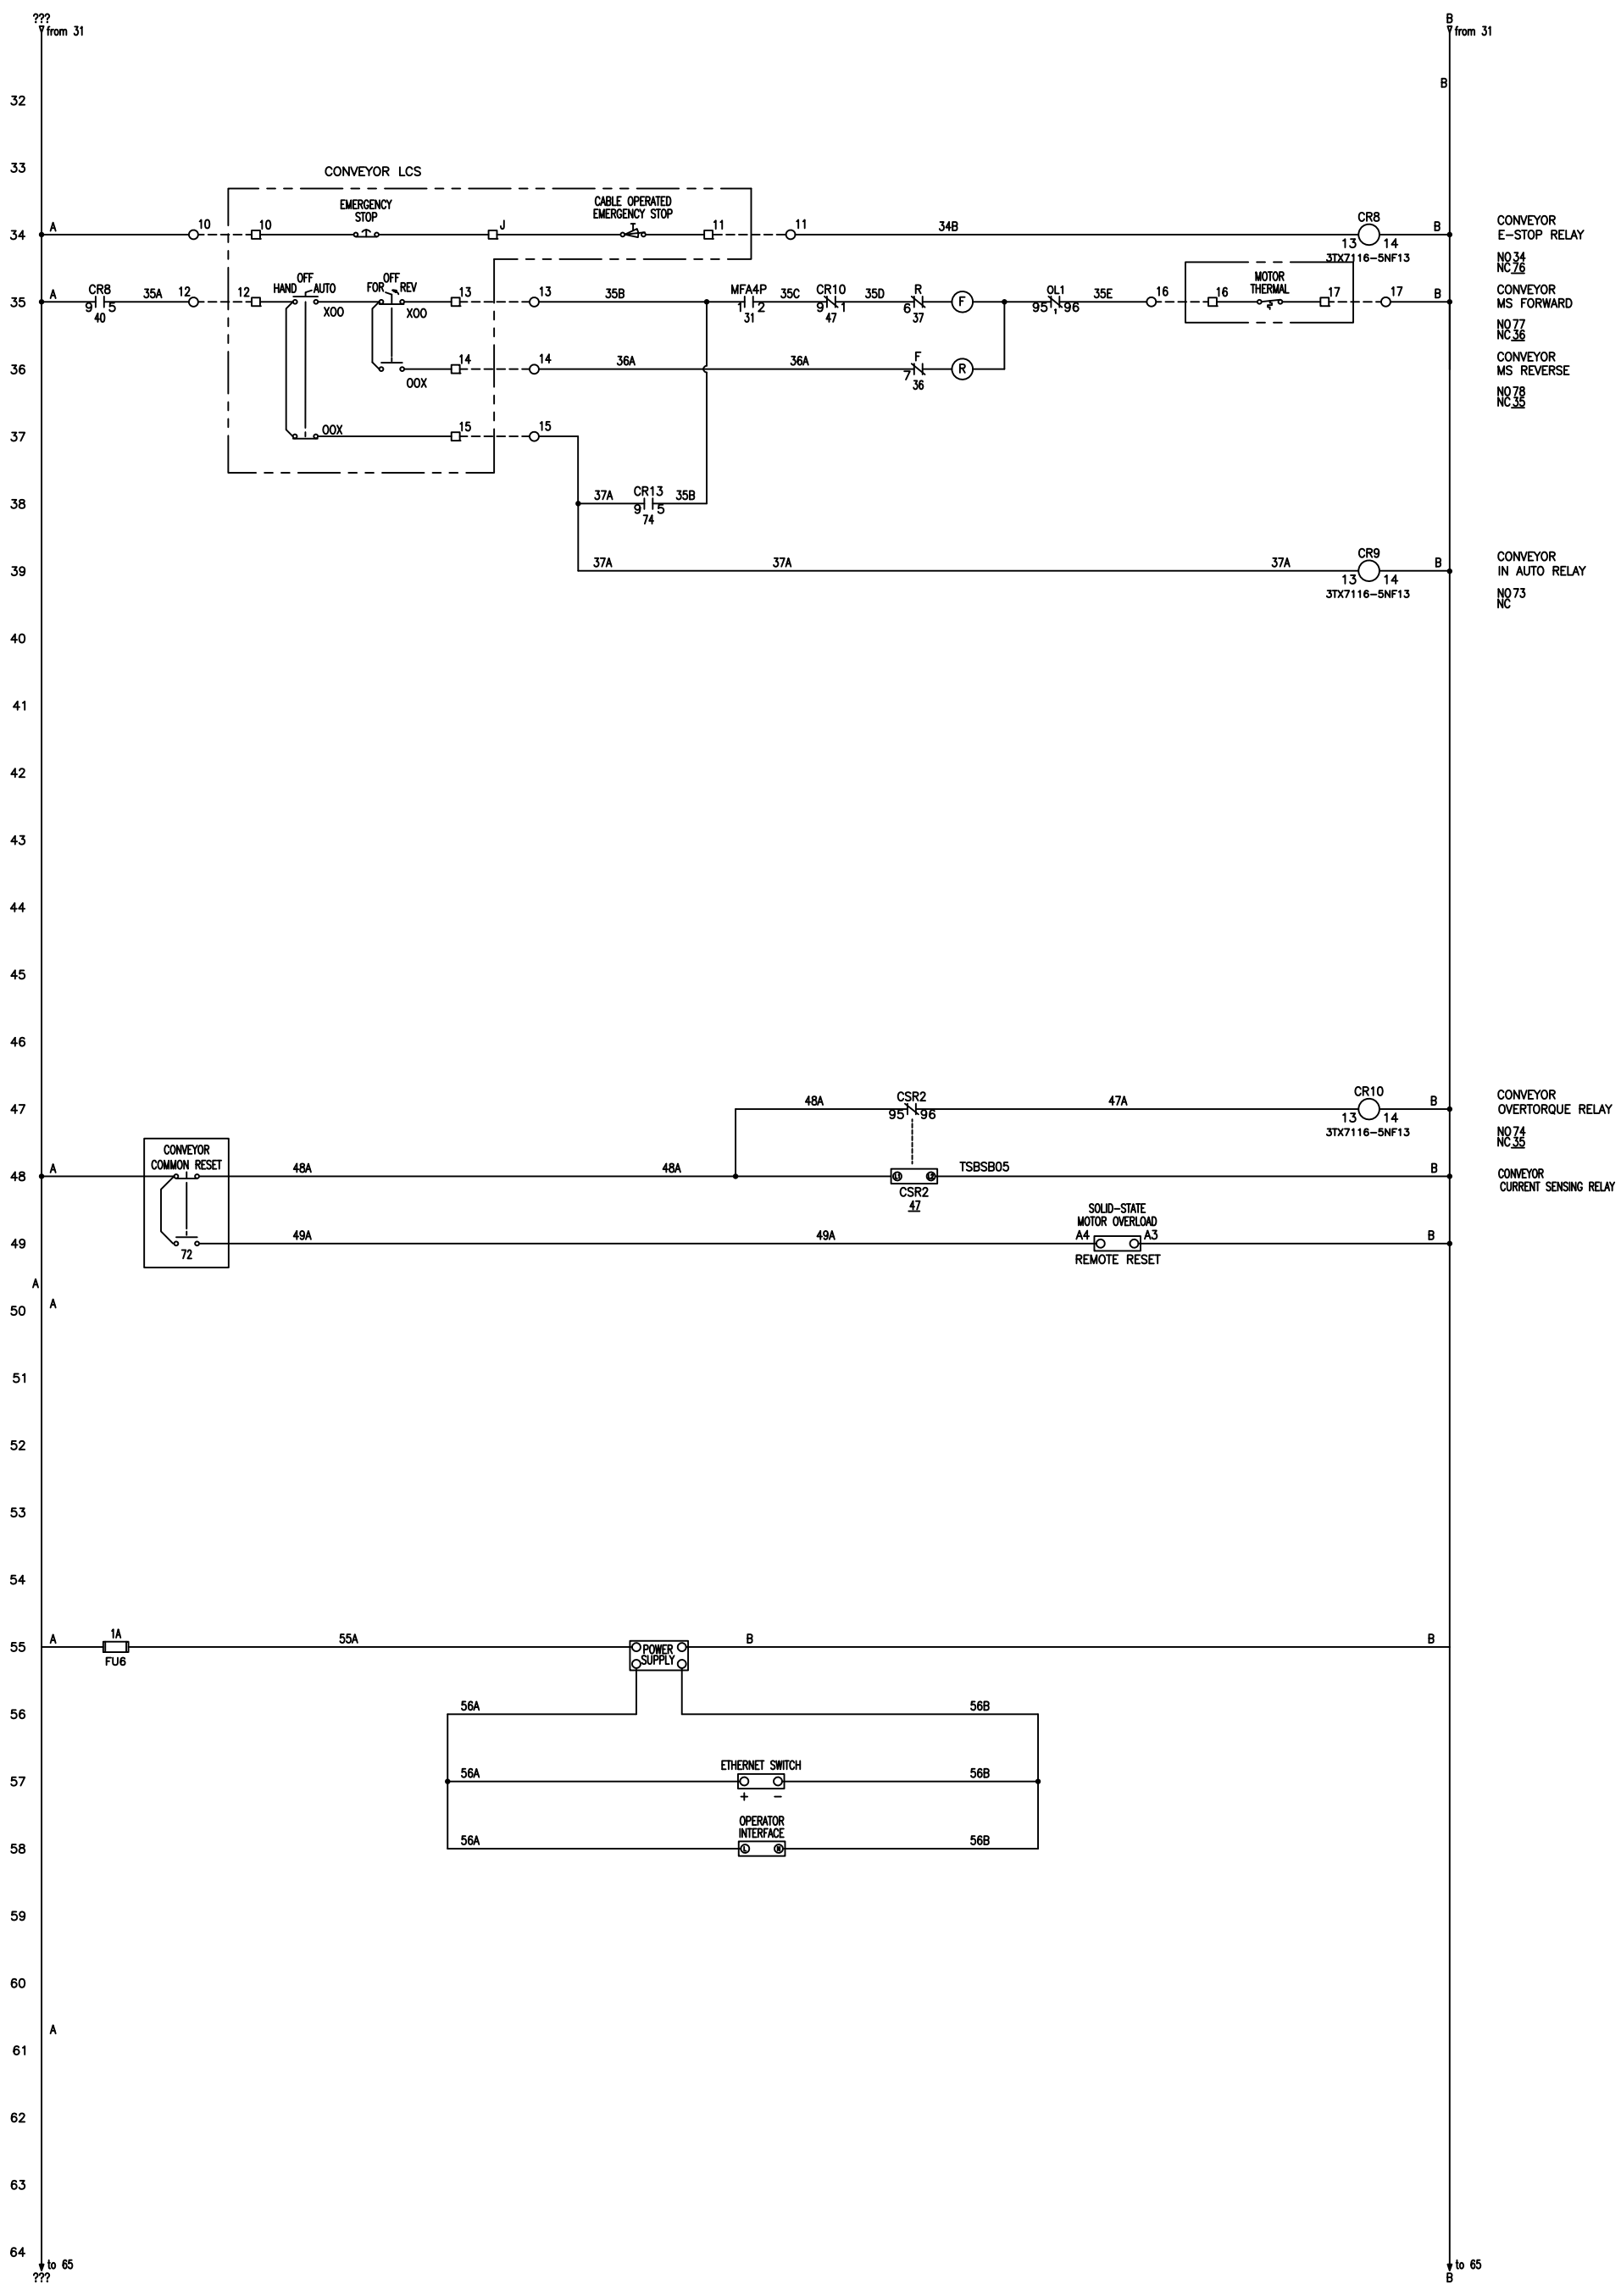 ???
from 31
B
from 31
B
32
33
CONVEYOR LCS
EMERGENCY
STOP
CABLE OPERATED
EMERGENCY STOP
34
A
10
10
J
11
11
34B
CR8
13 14
3TX7116-5NF13
B
CONVEYOR
E-STOP RELAY
NO 34
NC 76
35
A
CR8
9 5
40
35A
12
12
OFF
HAND AUTO
XOO
OFF
FOR REV
XOO
13
13
35B
MFA4P
1 2
31
35C
CR10
9 1
47
35D
R
6
37
F
OL1
95 , 96
35E
16
16
MOTOR
THERMAL
17
17
B
CONVEYOR
MS FORWARD
NO 77
NC 36
36
OOX
14
14
36A
36A
F
7
36
R
CONVEYOR
MS REVERSE
NO 78
NC 35
37
OOX
15
15
38
37A
CR13
9 5
74
35B
39
37A
37A
37A
CR9
13 14
3TX7116-5NF13
B
CONVEYOR
IN AUTO RELAY
NO 73
NC
40
41
42
43
44
45
46
47
48A
CSR2
95 96
47A
CR10
13 14
3TX7116-5NF13
B
CONVEYOR
OVERTORQUE RELAY
NO 74
NC 35
CONVEYOR
COMMON RESET
48
A
48A
48A
TSBSB05
CSR2
47
B
CONVEYOR
CURRENT SENSING RELAY
49
72
49A
49A
SOLID-STATE
MOTOR OVERLOAD
A4 A3
REMOTE RESET
B
A
50
A
51
52
53
54
55
A
1A
FU6
55A
POWER
SUPPLY
B
B
56
56A
56B
57
56A
ETHERNET SWITCH
+ -
56B
58
56A
OPERATOR
INTERFACE
56B
59
60
A
61
62
63
64
to 65
???
to 65
B